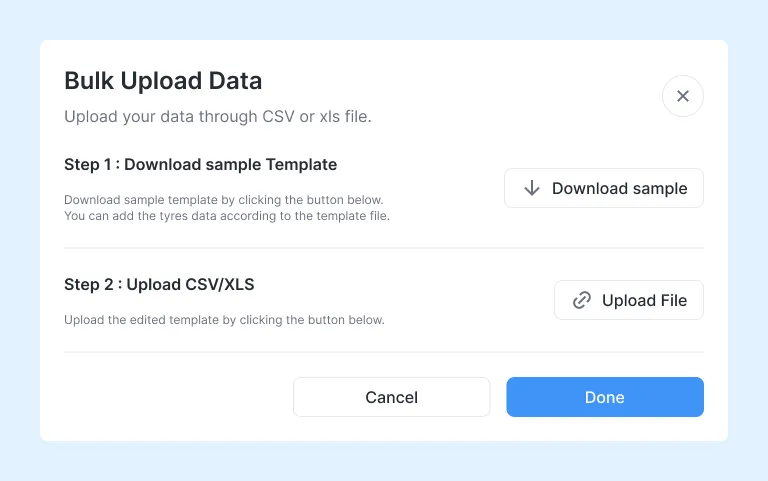 Bulk Upload Data
Upload your data through CSV or xls file.
Step 1 : Download sample Template
Download sample template by clicking the button below.
You can add the tyres data according to the template file.
Download sample
Step 2 : Upload CSV/XLS
Upload the edited template by clicking the button below.
Upload File
Cancel
Done